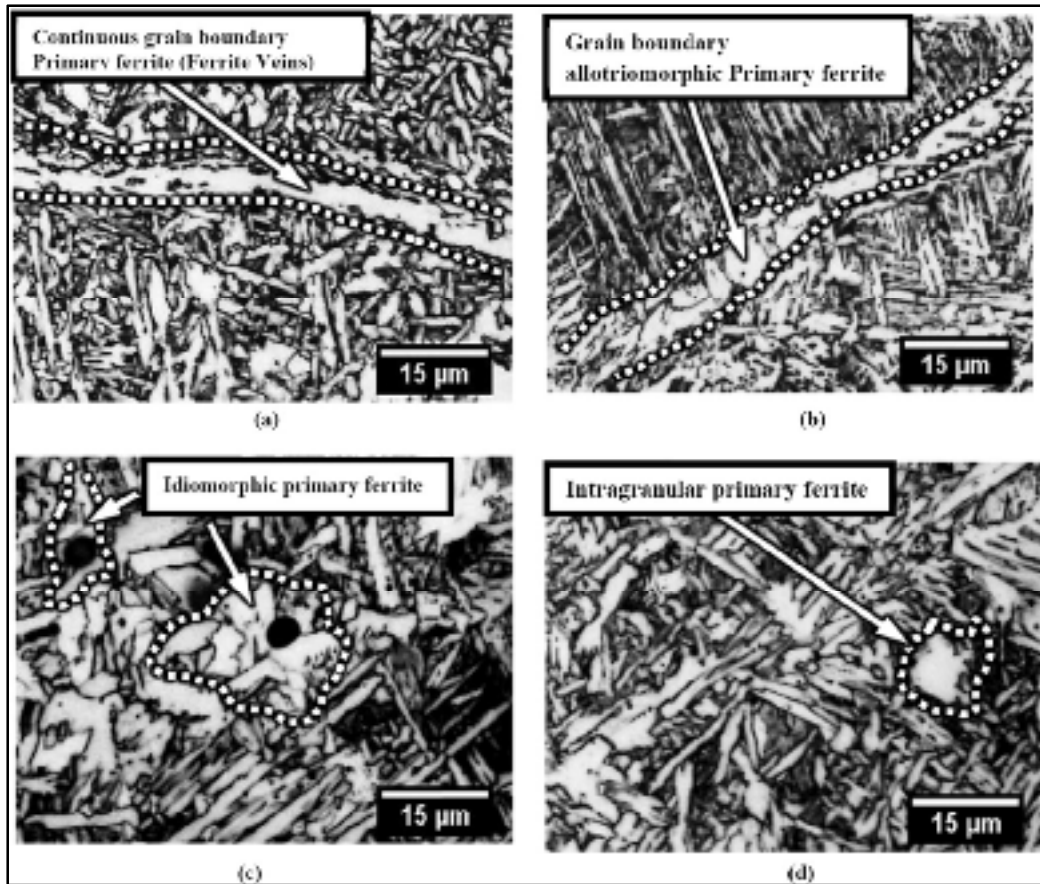 Continuous grain boundary
Primary ferrite (Ferrite Veins)
15 µm
(a)
Grain boundary
allotriomorphic Primary ferrite
15 µm
(b)
Idiomorphic primary ferrite
15 µm
(c)
Intragranular primary ferrite
15 µm
(d)